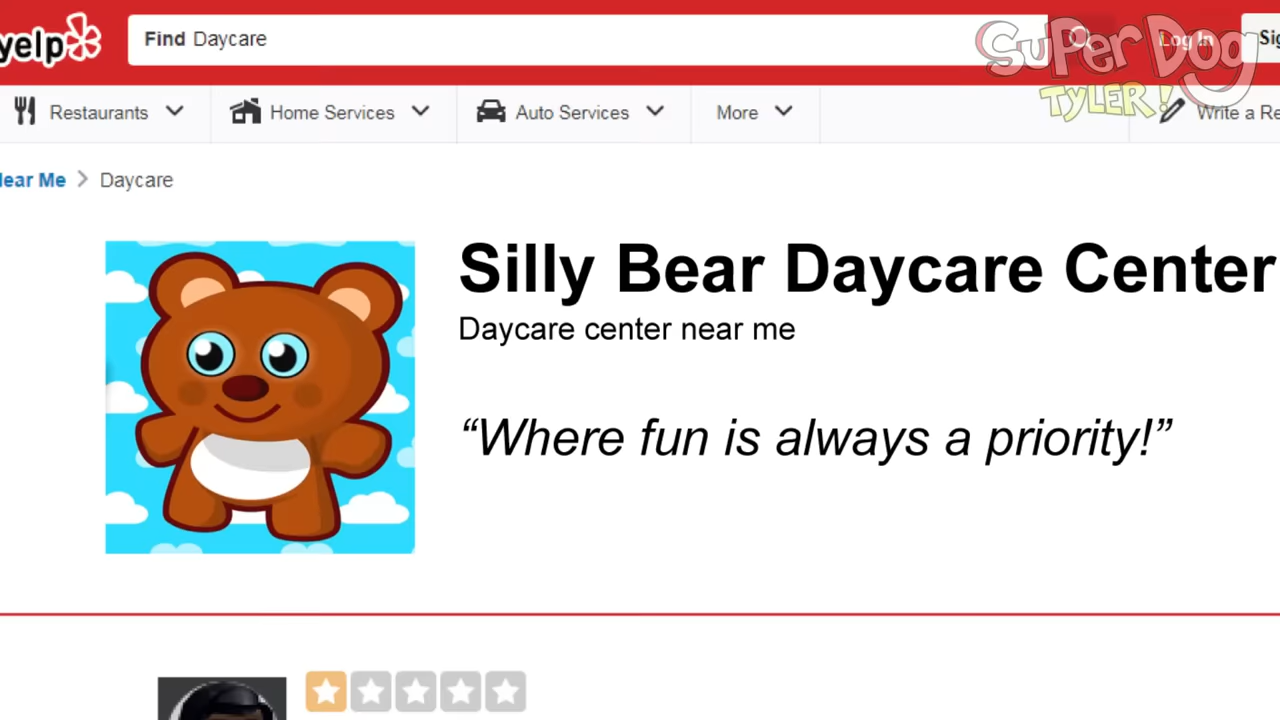 yelp
Find Daycare
SuPer Dog
TYLER!
Log In
Restaurants
Home Services
Auto Services
More
Write a Re
Near Me
Daycare
Silly Bear Daycare Center
Daycare center near me
“Where fun is always a priority!”